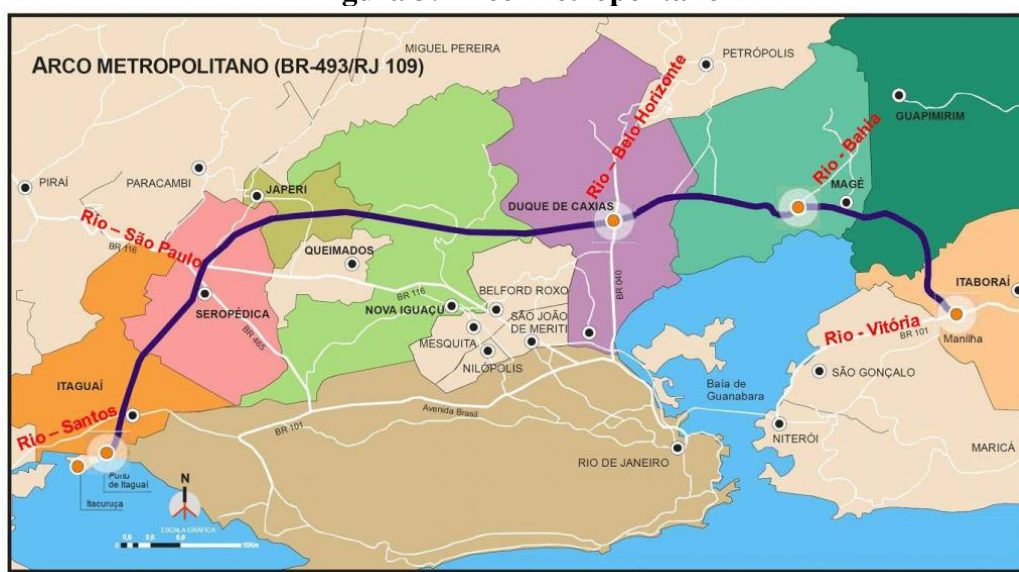 ARCO METROPOLITANO (BR-493/RJ 109)
MIGUEL PEREIRA
PETRÓPOLIS
Rio – Belo Horizonte
Rio - Bahia
GUAPIMIRIM
PIRAÍ
PARACAMBI
JAPERI
MAGÉ
DUQUE DE CAXIAS
Rio – São Paulo
BR 116
QUEIMADOS
BR 116
BELFORD ROXO
BR 040
ITABORAÍ
SEROPÉDICA
NOVA IGUAÇU
SÃO JOÃO
DE MERITI
Rio - Vitória
BR 101
Manilha
BR 465
MESQUITA
NILÓPOLIS
ITAGUAÍ
Baía de
Guanabara
SÃO GONÇALO
Rio – Santos
Avenida Brasil
BR 101
NITERÓI
RIO DE JANEIRO
MARICÁ
Porto
de Itaguaí
Itacuruça
N
ESCALA GRÁFICA